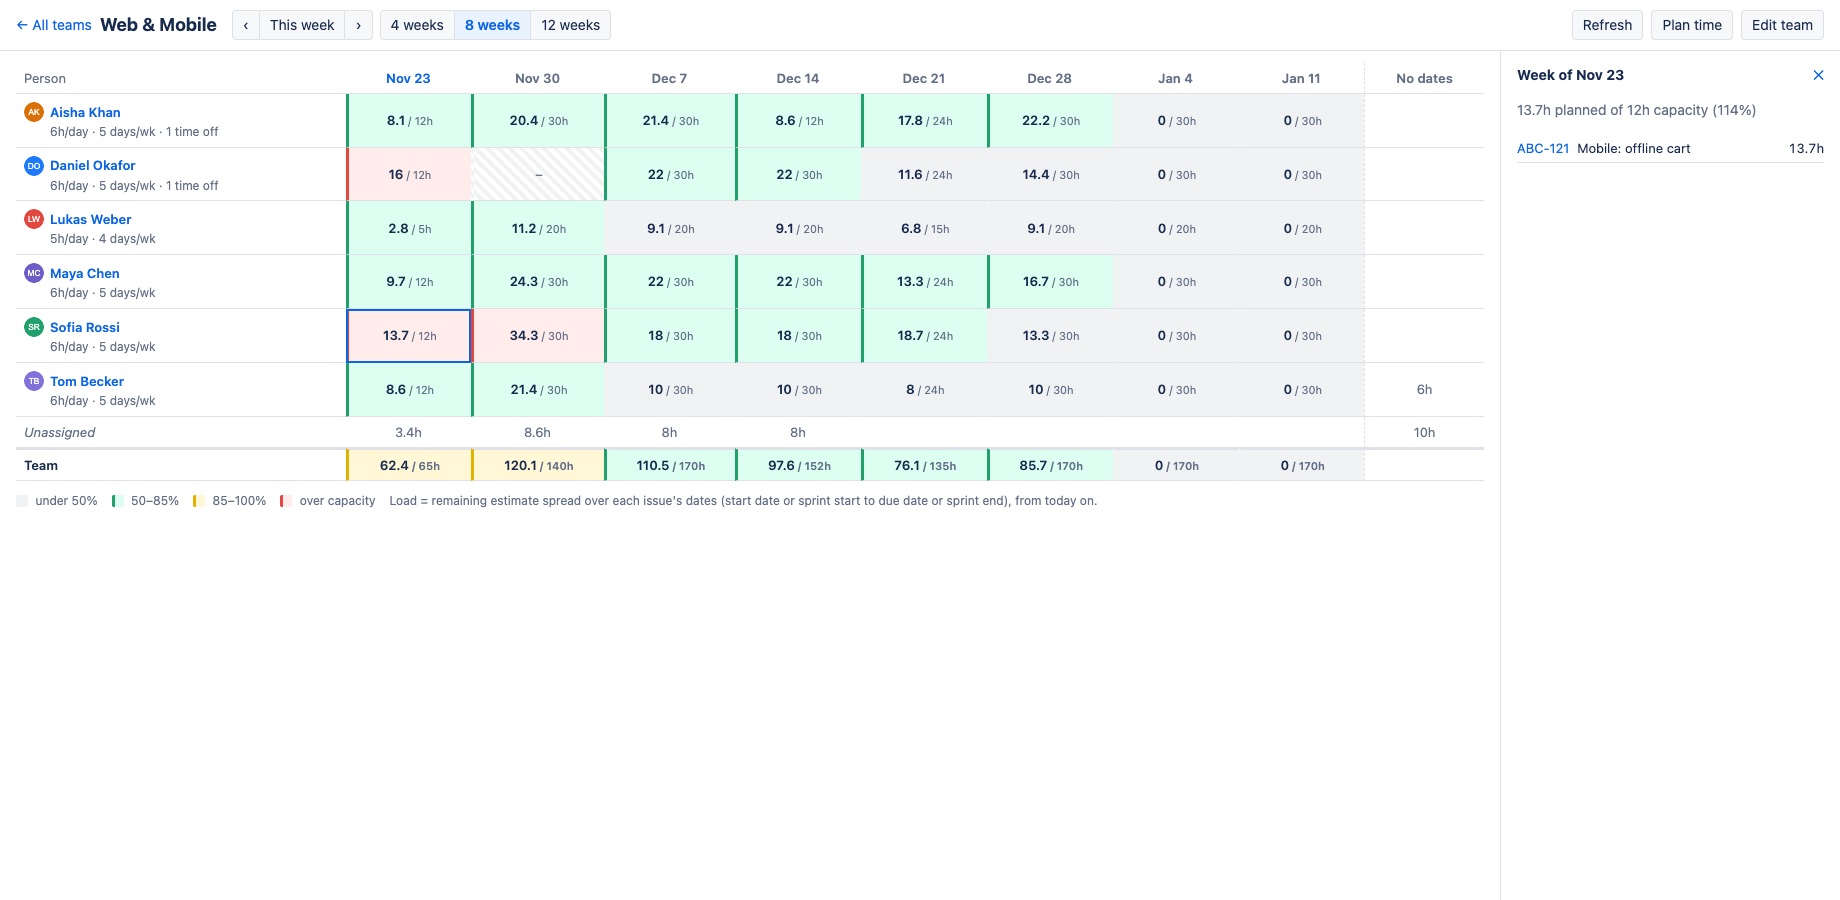 ← All teams Web & Mobile ‹ This week › 4 weeks 8 weeks 12 weeks Refresh Plan time Edit team
Person Nov 23 Nov 30 Dec 7 Dec 14 Dec 21 Dec 28 Jan 4 Jan 11 No dates
AK Aisha Khan
6h/day · 5 days/wk · 1 time off
8.1 / 12h 20.4 / 30h 21.4 / 30h 8.6 / 12h 17.8 / 24h 22.2 / 30h 0 / 30h 0 / 30h
DO Daniel Okafor
6h/day · 5 days/wk · 1 time off
16 / 12h – 22 / 30h 22 / 30h 11.6 / 24h 14.4 / 30h 0 / 30h 0 / 30h
LW Lukas Weber
5h/day · 4 days/wk
2.8 / 5h 11.2 / 20h 9.1 / 20h 9.1 / 20h 6.8 / 15h 9.1 / 20h 0 / 20h 0 / 20h
MC Maya Chen
6h/day · 5 days/wk
9.7 / 12h 24.3 / 30h 22 / 30h 22 / 30h 13.3 / 24h 16.7 / 30h 0 / 30h 0 / 30h
SR Sofia Rossi
6h/day · 5 days/wk
13.7 / 12h 34.3 / 30h 18 / 30h 18 / 30h 18.7 / 24h 13.3 / 30h 0 / 30h 0 / 30h
TB Tom Becker
6h/day · 5 days/wk
8.6 / 12h 21.4 / 30h 10 / 30h 10 / 30h 8 / 24h 10 / 30h 0 / 30h 0 / 30h 6h
Unassigned 3.4h 8.6h 8h 8h 10h
Team 62.4 / 65h 120.1 / 140h 110.5 / 170h 97.6 / 152h 76.1 / 135h 85.7 / 170h 0 / 170h 0 / 170h
under 50% 50–85% 85–100% over capacity Load = remaining estimate spread over each issue's dates (start date or sprint start to due date or sprint end), from today on.
Week of Nov 23 ✕
13.7h planned of 12h capacity (114%)
ABC-121 Mobile: offline cart 13.7h